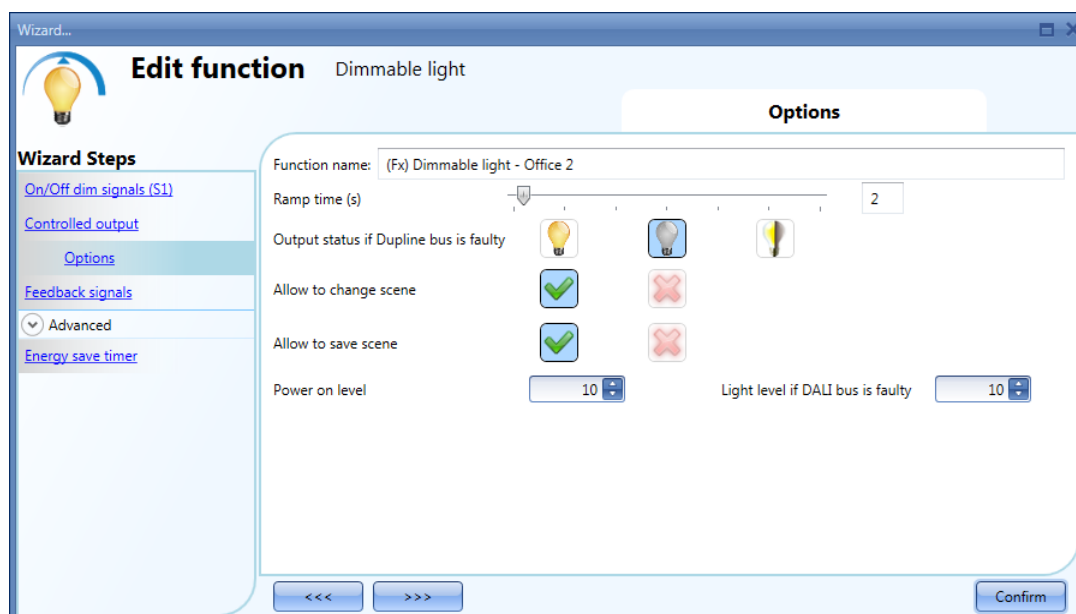 Wizard...
Edit function Dimmable light
Options
Wizard Steps
On/Off dim signals (S1)
Controlled output
Options
Feedback signals
Advanced
Energy save timer
Function name: (Fx) Dimmable light - Office 2
Ramp time (s) 2
Output status if Dupline bus is faulty
Allow to change scene
Allow to save scene
Power on level 10 Light level if DALI bus is faulty 10
<<< >>> Confirm